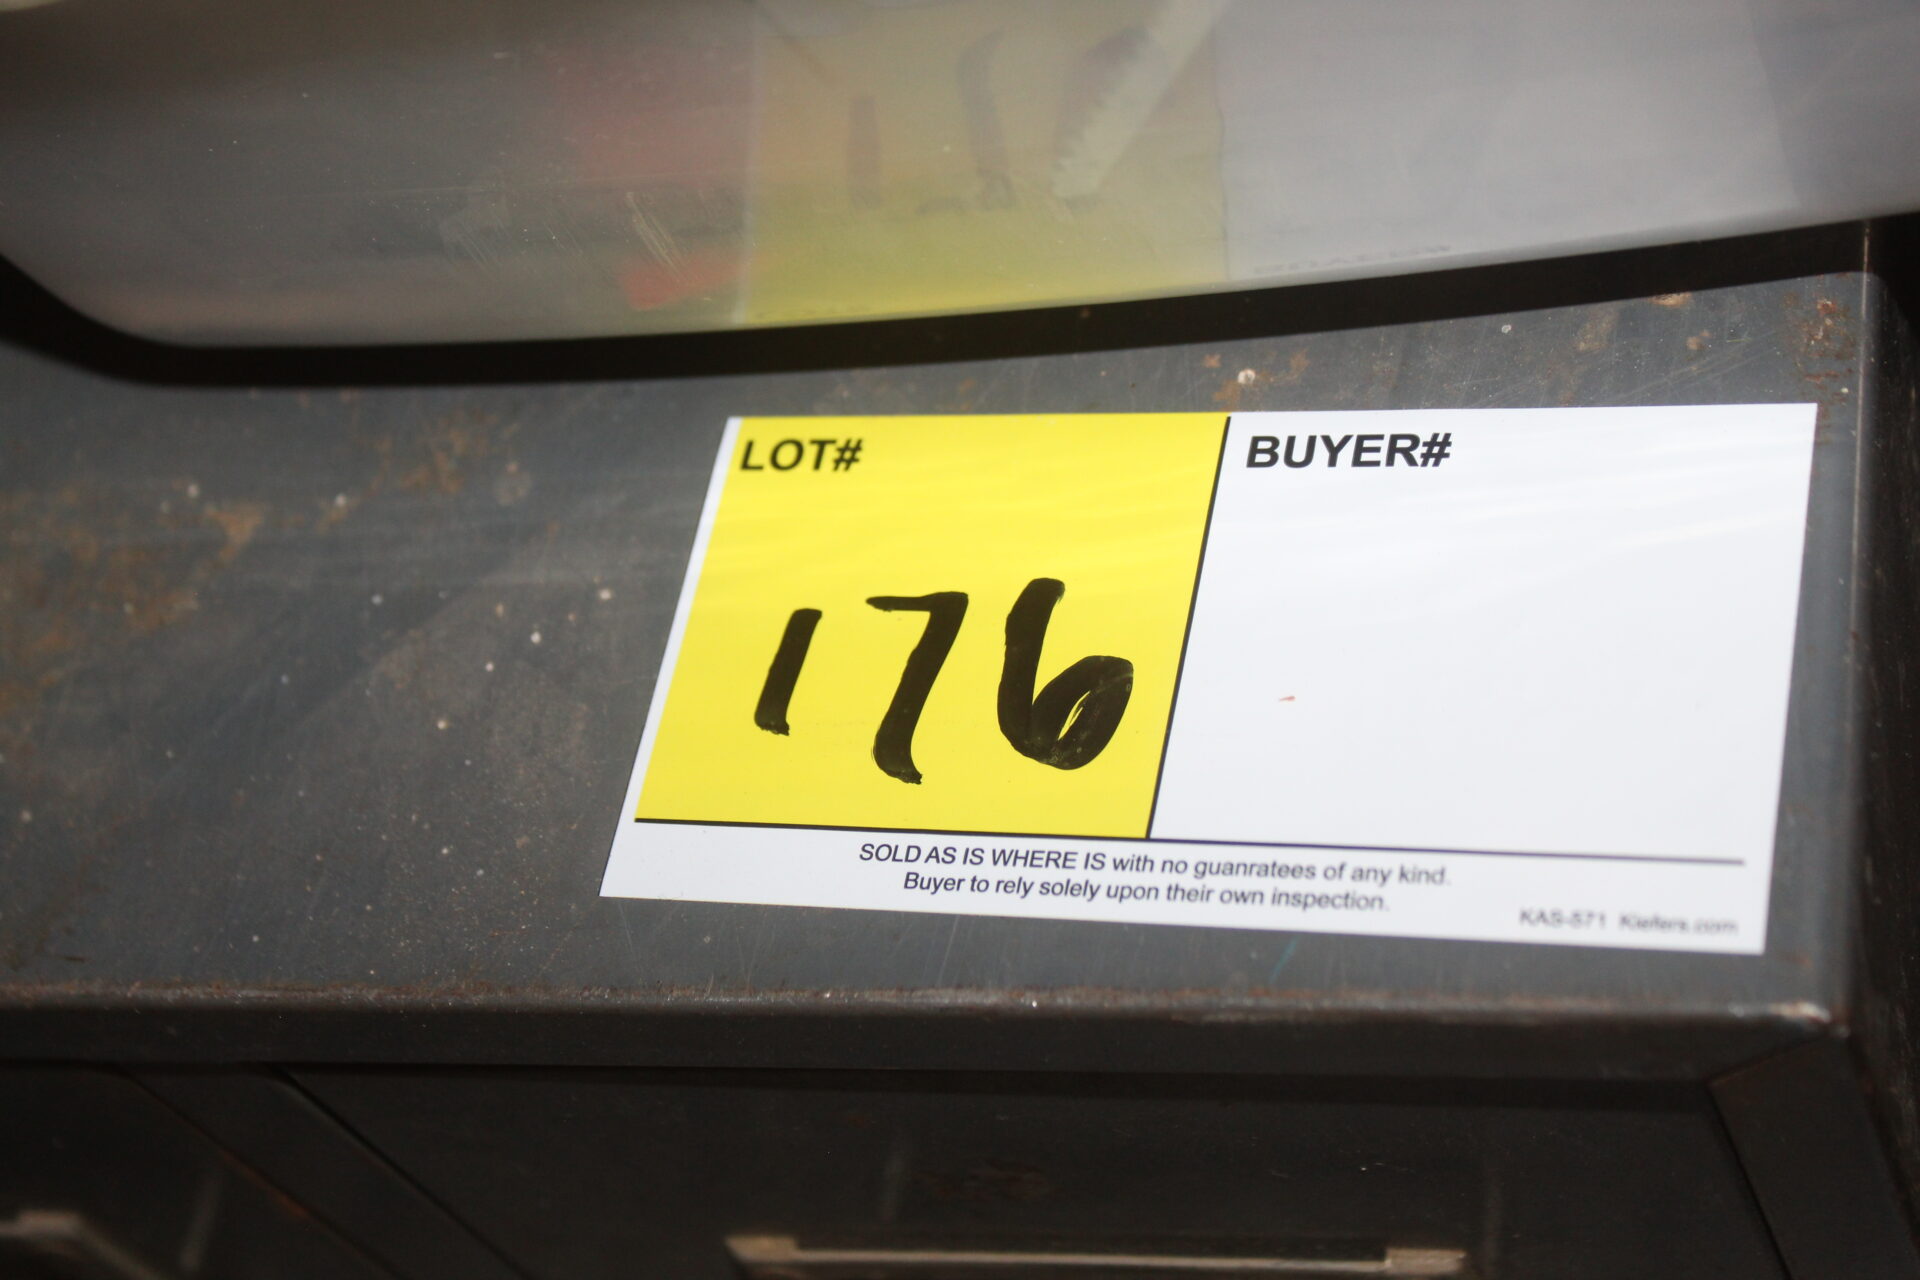 LOT#
BUYER#
176
SOLD AS IS WHERE IS with no guanratees of any kind.
Buyer to rely solely upon their own inspection.
KAS-571 Kiefers.com